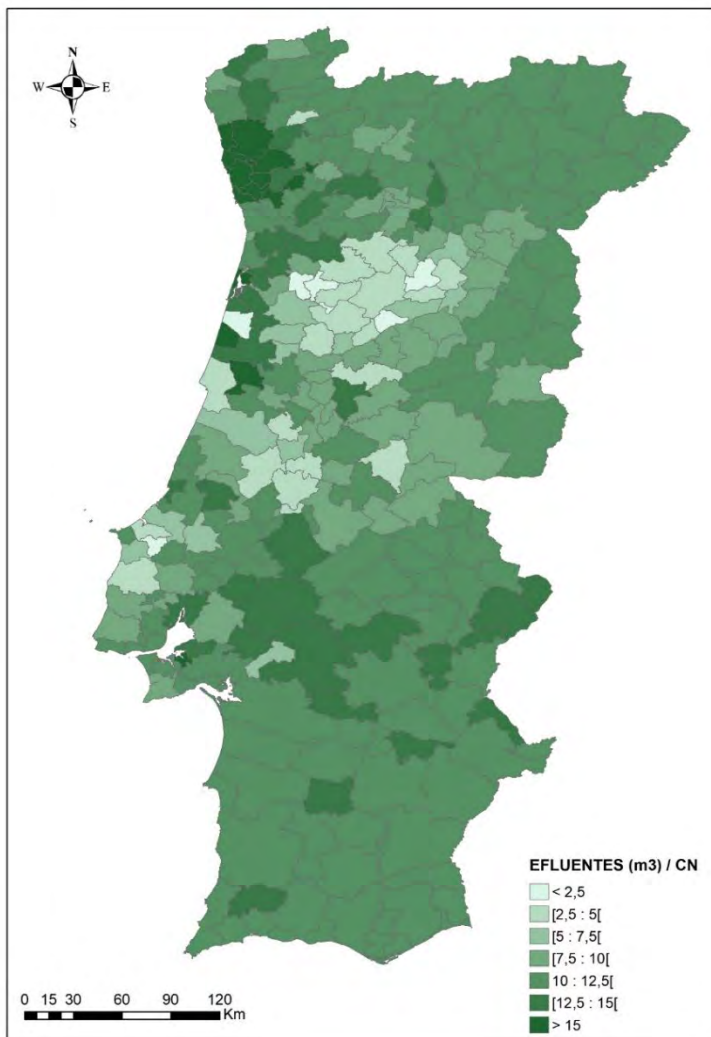 N
W E
S
EFLUENTES (m3) / CN
< 2,5
[2,5 : 5[
[5 : 7,5[
[7,5 : 10[
10 : 12,5[
[12,5 : 15[
> 15
0 15 30 60 90 120
Km